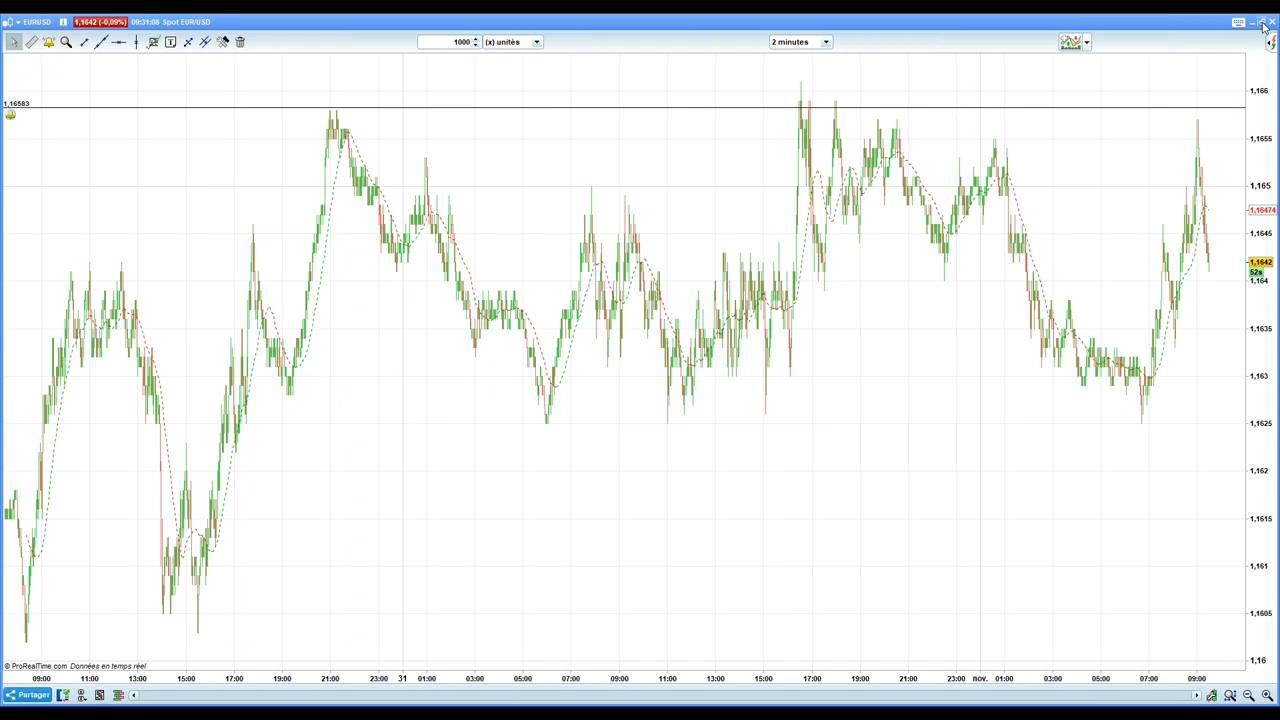 EURUSD 1,1642 (-0,09%) 09:31:08 Spot EUR/USD
1000 (x) unités 2 minutes
1,166
1,16583
1,1655
1,165
1,16474
1,1645
1,1642
52s
1,164
1,1635
1,163
1,1625
1,162
1,1615
1,161
1,1605
1,16
© ProRealTime.com Données en temps réel
09:00 11:00 13:00 15:00 17:00 19:00 21:00 23:00 31 01:00 03:00 05:00 07:00 09:00 11:00 13:00 15:00 17:00 19:00 21:00 23:00 nov. 01:00 03:00 05:00 07:00 09:00
Partager